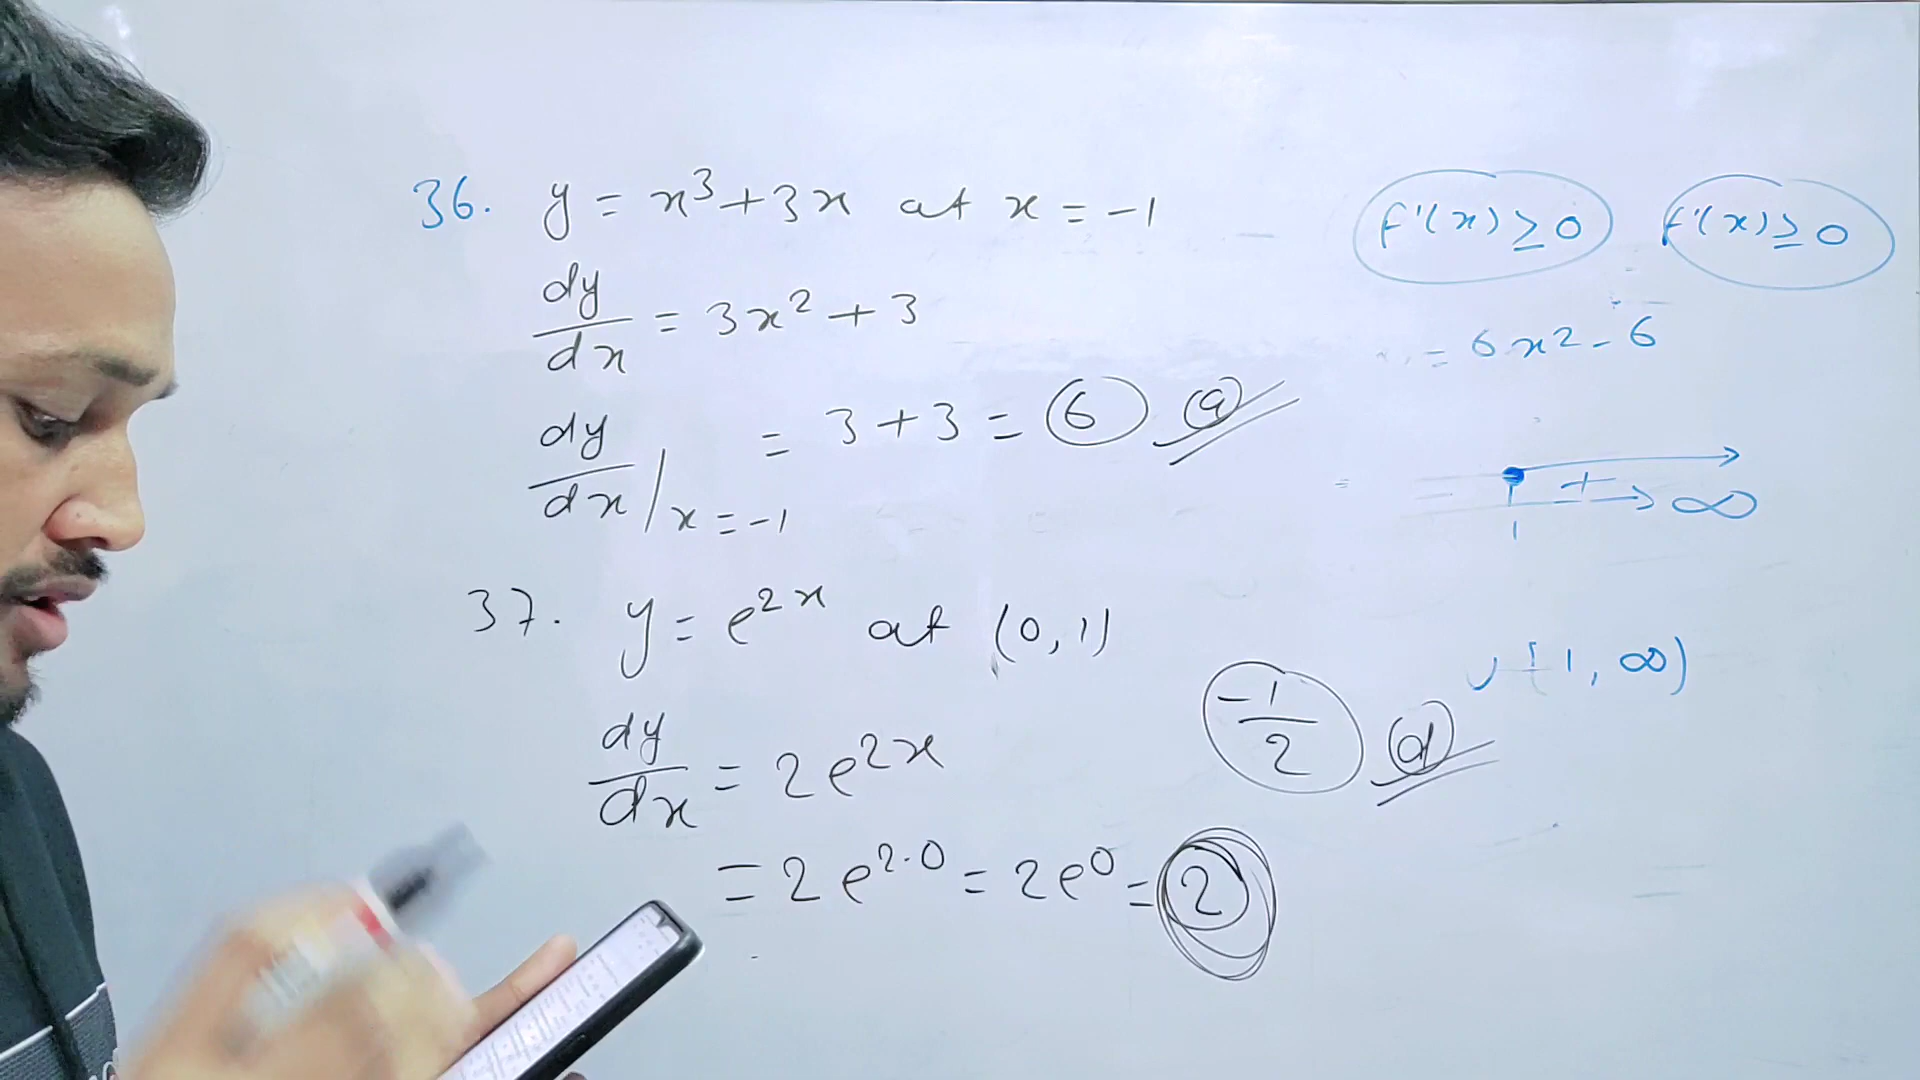 36. y = x³+3x at x = -1
dy/dx = 3x² + 3
dy/dx / x = -1 = 3+3 = 6 (a)
37. y = e^2x at (0,1)
dy/dx = 2e^2x
= 2e^2·0 = 2e^0 = 2
-1/2 (d)
f'(x) ≥ 0 f'(x) ≥ 0
= 6x² - 6
+
∞
1
∪ [1, ∞)